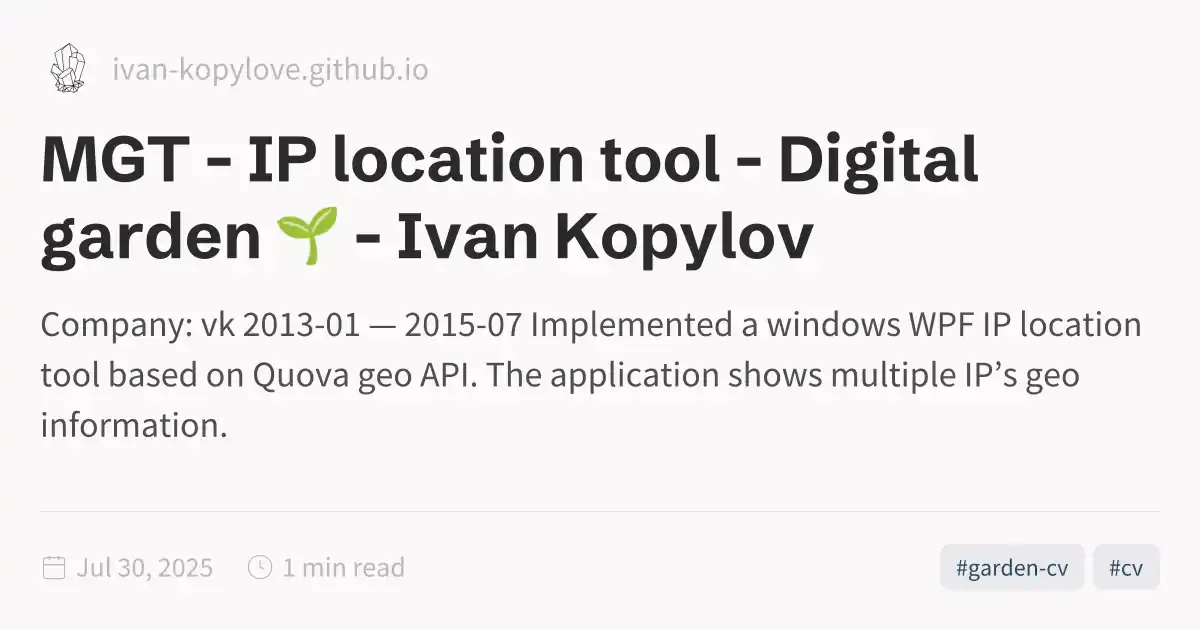 ivan-kopylove.github.io
MGT - IP location tool - Digital
garden 🌱 - Ivan Kopylov
Company: vk 2013-01 — 2015-07 Implemented a windows WPF IP location
tool based on Quova geo API. The application shows multiple IP’s geo
information.
Jul 30, 2025 1 min read #garden-cv #cv